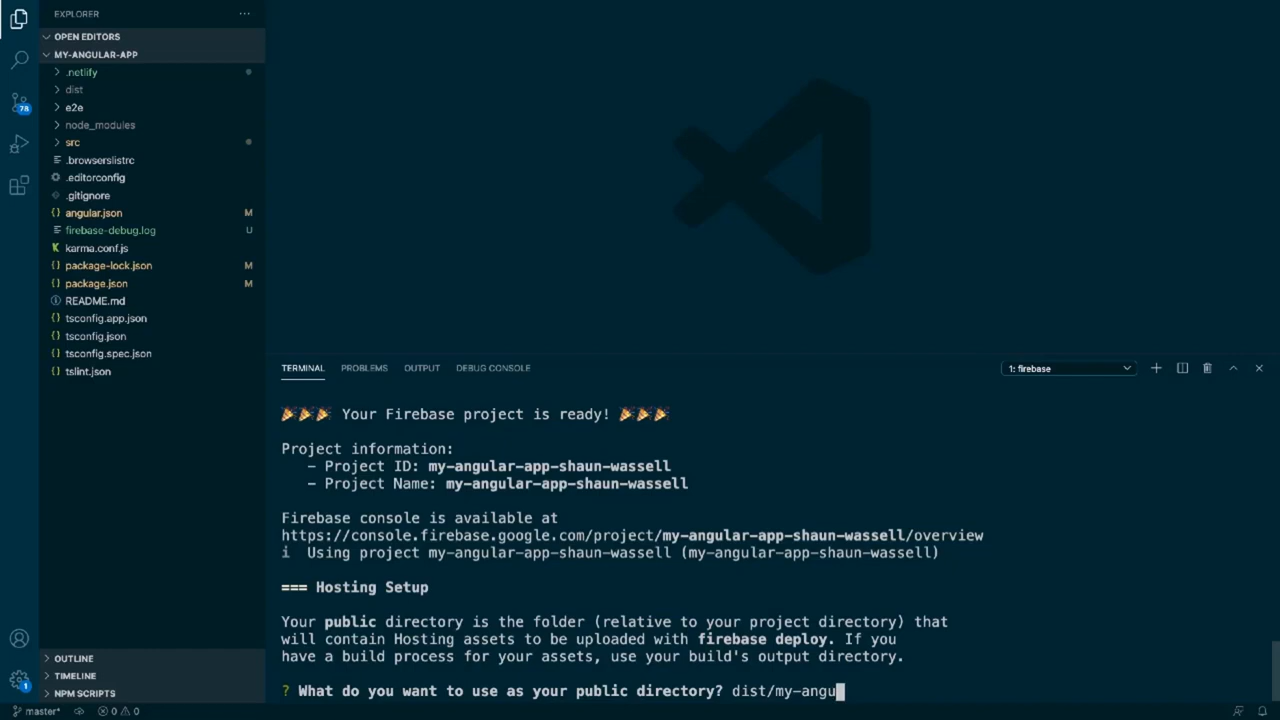 EXPLORER
OPEN EDITORS
MY-ANGULAR-APP
.netlify
dist
e2e
node_modules
src
.browserslistrc
.editorconfig
.gitignore
angular.json M
firebase-debug.log U
karma.conf.js
package-lock.json M
package.json M
README.md
tsconfig.app.json
tsconfig.json
tsconfig.spec.json
tslint.json
OUTLINE
TIMELINE
NPM SCRIPTS
78
1
TERMINAL PROBLEMS OUTPUT DEBUG CONSOLE 1: firebase
🎉🎉🎉 Your Firebase project is ready! 🎉🎉🎉
Project information:
- Project ID: my-angular-app-shaun-wassell
- Project Name: my-angular-app-shaun-wassell
Firebase console is available at
https://console.firebase.google.com/project/my-angular-app-shaun-wassell/overview
i Using project my-angular-app-shaun-wassell (my-angular-app-shaun-wassell)
=== Hosting Setup
Your public directory is the folder (relative to your project directory) that
will contain Hosting assets to be uploaded with firebase deploy. If you
have a build process for your assets, use your build's output directory.
? What do you want to use as your public directory? dist/my-angu
master* 0 0